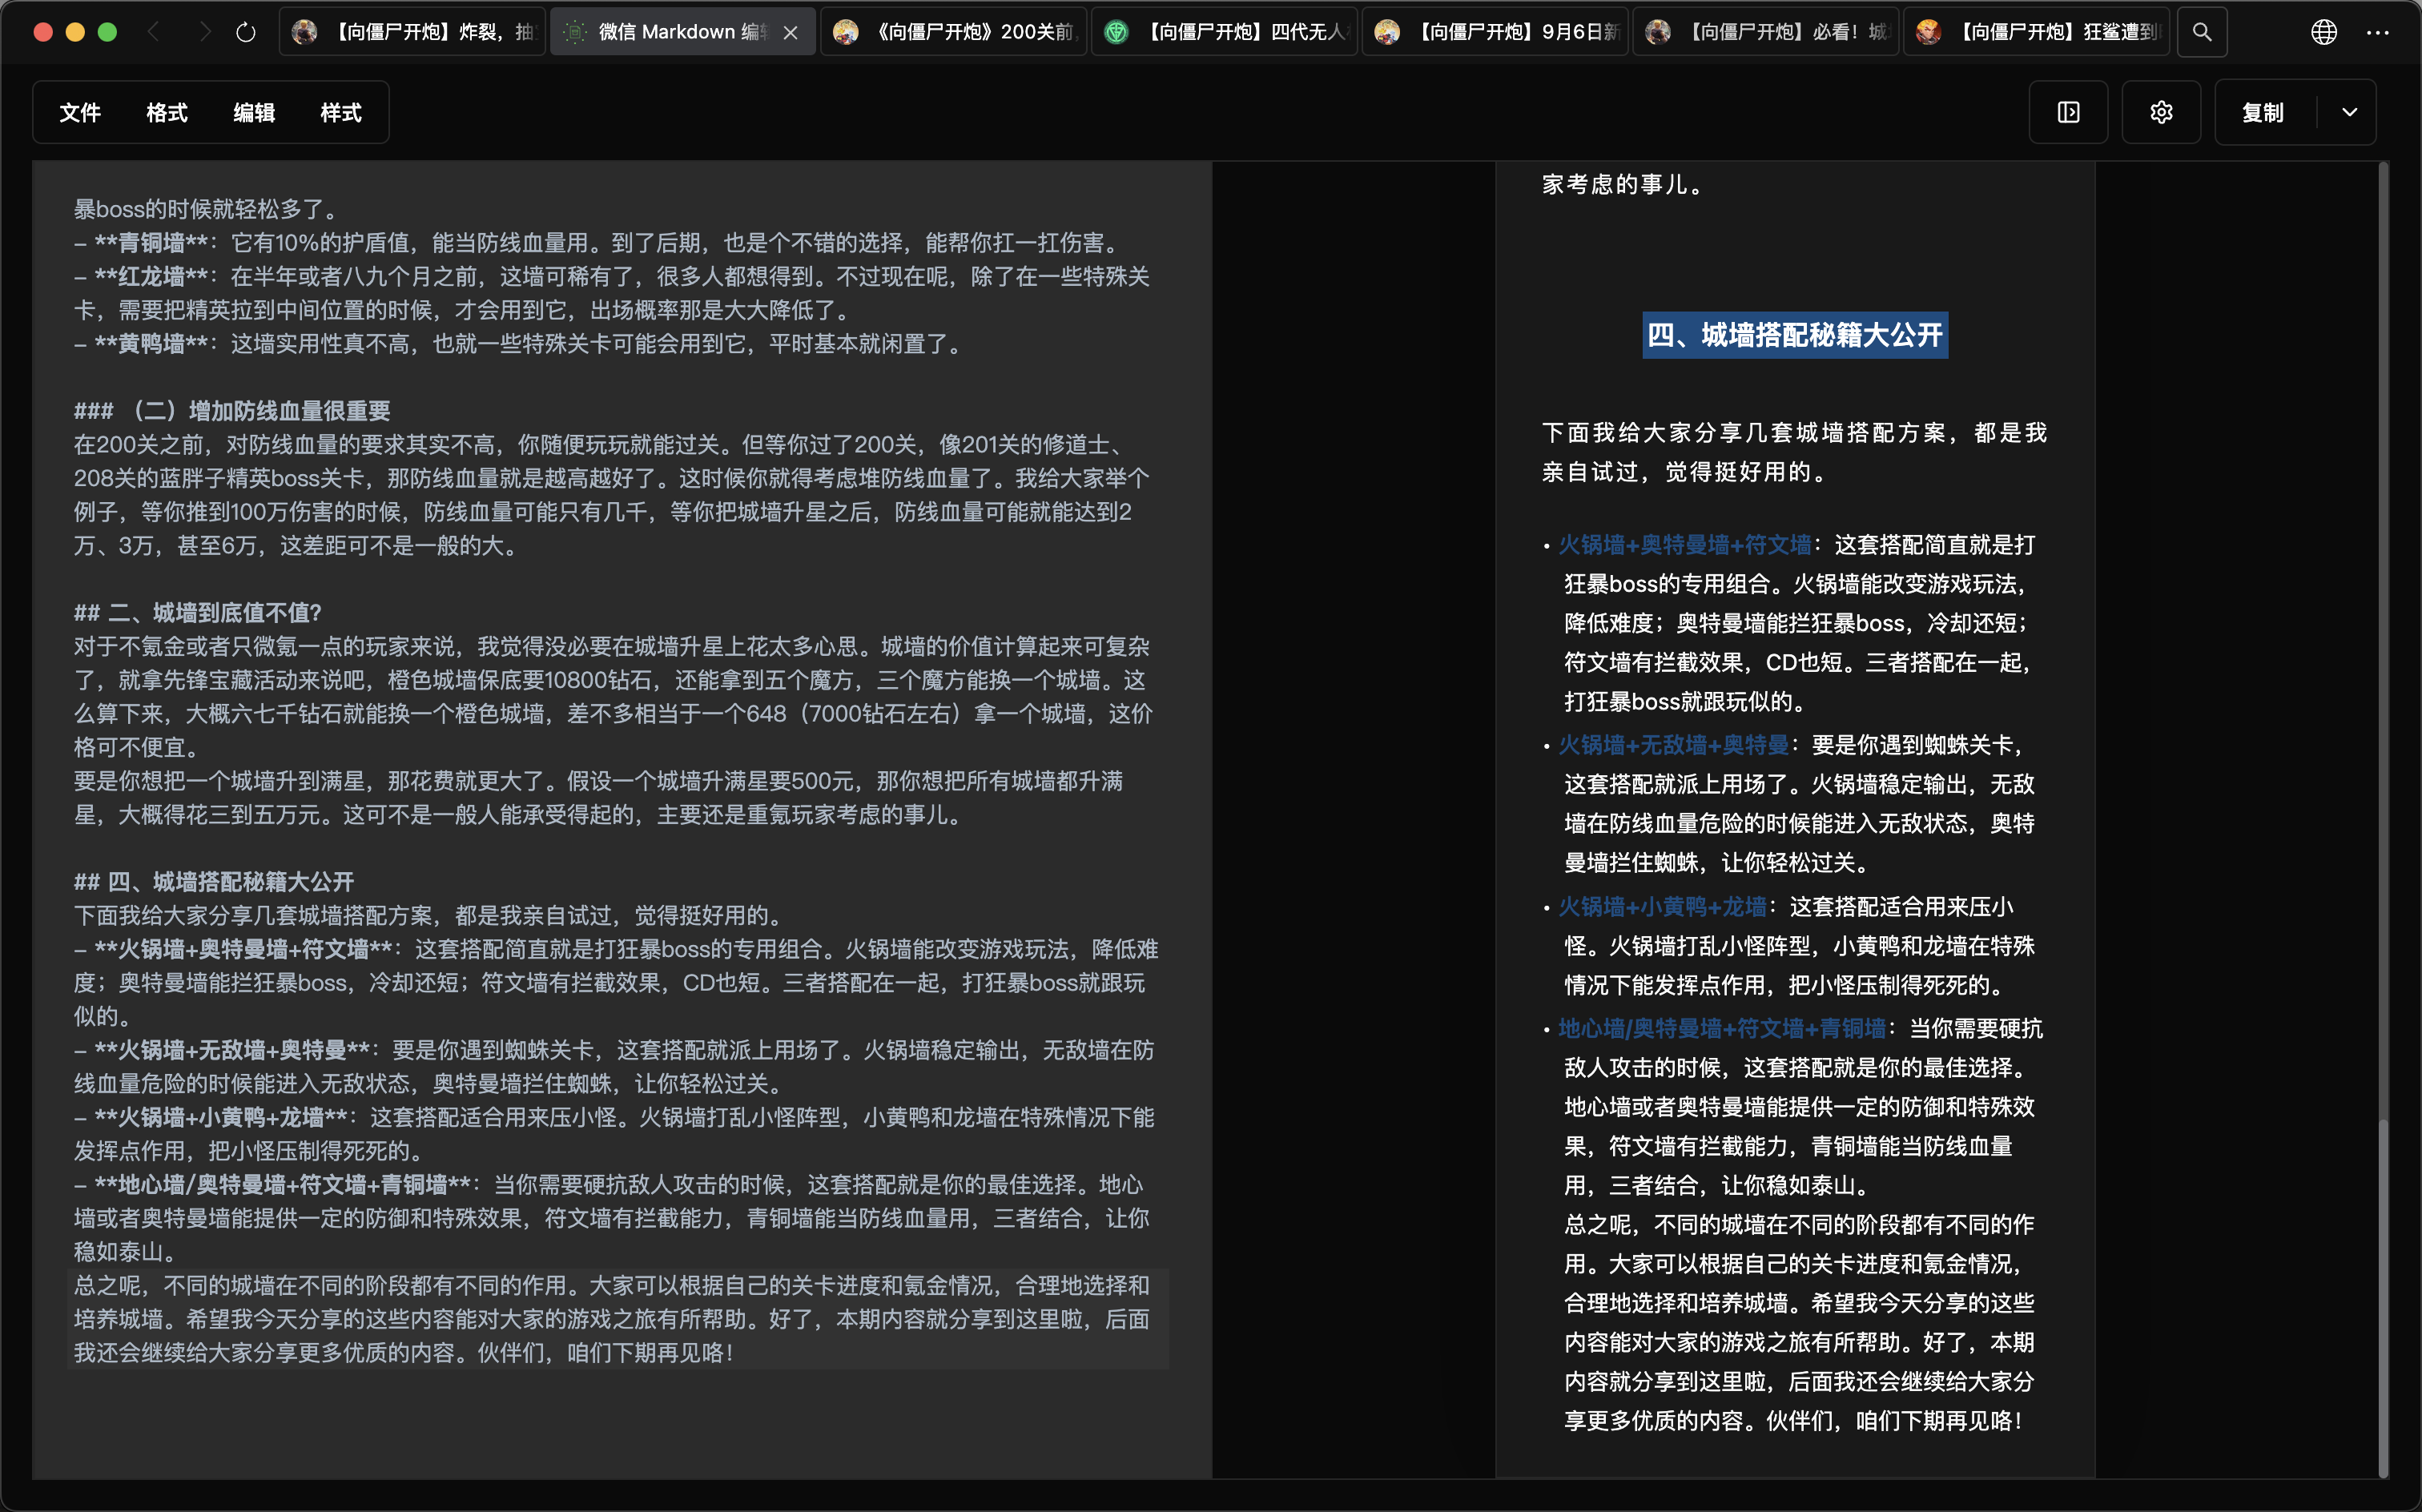 【向僵尸开炮】炸裂，抽
微信 Markdown 编辑
《向僵尸开炮》200关前，
【向僵尸开炮】四代无人
【向僵尸开炮】9月6日新
【向僵尸开炮】必看！城
【向僵尸开炮】狂鲨遭到
文件 格式 编辑 样式
复制
暴boss的时候就轻松多了。
- **青铜墙**：它有10%的护盾值，能当防线血量用。到了后期，也是个不错的选择，能帮你扛一扛伤害。
- **红龙墙**：在半年或者八九个月之前，这墙可稀有了，很多人都想得到。不过现在呢，除了在一些特殊关
卡，需要把精英拉到中间位置的时候，才会用到它，出场概率那是大大降低了。
- **黄鸭墙**：这墙实用性真不高，也就一些特殊关卡可能会用到它，平时基本就闲置了。
### （二）增加防线血量很重要
在200关之前，对防线血量的要求其实不高，你随便玩玩就能过关。但等你过了200关，像201关的修道士、
208关的蓝胖子精英boss关卡，那防线血量就是越高越好了。这时候你就得考虑堆防线血量了。我给大家举个
例子，等你推到100万伤害的时候，防线血量可能只有几千，等你把城墙升星之后，防线血量可能就能达到2
万、3万，甚至6万，这差距可不是一般的大。
## 二、城墙到底值不值？
对于不氪金或者只微氪一点的玩家来说，我觉得没必要在城墙升星上花太多心思。城墙的价值计算起来可复杂
了，就拿先锋宝藏活动来说吧，橙色城墙保底要10800钻石，还能拿到五个魔方，三个魔方能换一个城墙。这
么算下来，大概六七千钻石就能换一个橙色城墙，差不多相当于一个648（7000钻石左右）拿一个城墙，这价
格可不便宜。
要是你想把一个城墙升到满星，那花费就更大了。假设一个城墙升满星要500元，那你想把所有城墙都升满
星，大概得花三到五万元。这可不是一般人能承受得起的，主要还是重氪玩家考虑的事儿。
## 四、城墙搭配秘籍大公开
下面我给大家分享几套城墙搭配方案，都是我亲自试过，觉得挺好用的。
- **火锅墙+奥特曼墙+符文墙**：这套搭配简直就是打狂暴boss的专用组合。火锅墙能改变游戏玩法，降低难
度；奥特曼墙能拦狂暴boss，冷却还短；符文墙有拦截效果，CD也短。三者搭配在一起，打狂暴boss就跟玩
似的。
- **火锅墙+无敌墙+奥特曼**：要是你遇到蜘蛛关卡，这套搭配就派上用场了。火锅墙稳定输出，无敌墙在防
线血量危险的时候能进入无敌状态，奥特曼墙拦住蜘蛛，让你轻松过关。
- **火锅墙+小黄鸭+龙墙**：这套搭配适合用来压小怪。火锅墙打乱小怪阵型，小黄鸭和龙墙在特殊情况下能
发挥点作用，把小怪压制得死死的。
- **地心墙/奥特曼墙+符文墙+青铜墙**：当你需要硬抗敌人攻击的时候，这套搭配就是你的最佳选择。地心
墙或者奥特曼墙能提供一定的防御和特殊效果，符文墙有拦截能力，青铜墙能当防线血量用，三者结合，让你
稳如泰山。
总之呢，不同的城墙在不同的阶段都有不同的作用。大家可以根据自己的关卡进度和氪金情况，合理地选择和
培养城墙。希望我今天分享的这些内容能对大家的游戏之旅有所帮助。好了，本期内容就分享到这里啦，后面
我还会继续给大家分享更多优质的内容。伙伴们，咱们下期再见咯！
家考虑的事儿。
四、城墙搭配秘籍大公开
下面我给大家分享几套城墙搭配方案，都是我
亲自试过，觉得挺好用的。
• 火锅墙+奥特曼墙+符文墙：这套搭配简直就是打
狂暴boss的专用组合。火锅墙能改变游戏玩法，
降低难度；奥特曼墙能拦狂暴boss，冷却还短；
符文墙有拦截效果，CD也短。三者搭配在一起，
打狂暴boss就跟玩似的。
• 火锅墙+无敌墙+奥特曼：要是你遇到蜘蛛关卡，
这套搭配就派上用场了。火锅墙稳定输出，无敌
墙在防线血量危险的时候能进入无敌状态，奥特
曼墙拦住蜘蛛，让你轻松过关。
• 火锅墙+小黄鸭+龙墙：这套搭配适合用来压小
怪。火锅墙打乱小怪阵型，小黄鸭和龙墙在特殊
情况下能发挥点作用，把小怪压制得死死的。
• 地心墙/奥特曼墙+符文墙+青铜墙：当你需要硬抗
敌人攻击的时候，这套搭配就是你的最佳选择。
地心墙或者奥特曼墙能提供一定的防御和特殊效
果，符文墙有拦截能力，青铜墙能当防线血量
用，三者结合，让你稳如泰山。
总之呢，不同的城墙在不同的阶段都有不同的作
用。大家可以根据自己的关卡进度和氪金情况，
合理地选择和培养城墙。希望我今天分享的这些
内容能对大家的游戏之旅有所帮助。好了，本期
内容就分享到这里啦，后面我还会继续给大家分
享更多优质的内容。伙伴们，咱们下期再见咯！